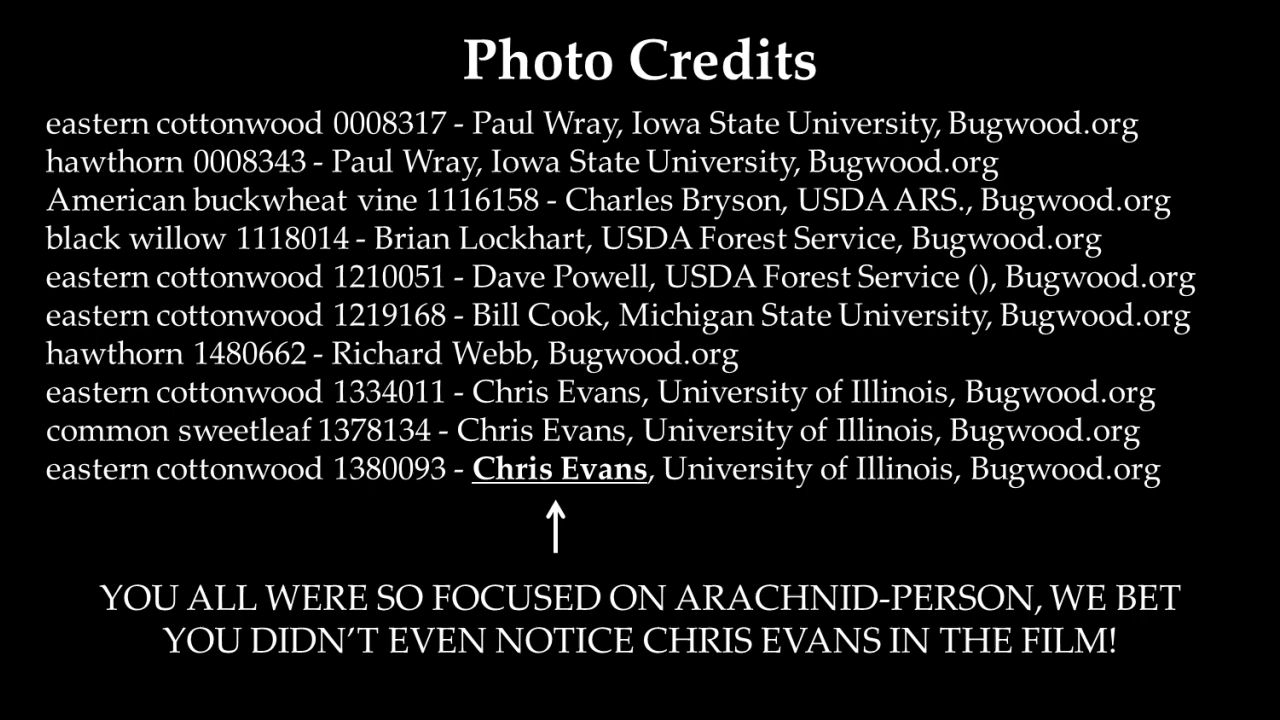 Photo Credits
eastern cottonwood 0008317 - Paul Wray, Iowa State University, Bugwood.org
hawthorn 0008343 - Paul Wray, Iowa State University, Bugwood.org
American buckwheat vine 1116158 - Charles Bryson, USDA ARS., Bugwood.org
black willow 1118014 - Brian Lockhart, USDA Forest Service, Bugwood.org
eastern cottonwood 1210051 - Dave Powell, USDA Forest Service (), Bugwood.org
eastern cottonwood 1219168 - Bill Cook, Michigan State University, Bugwood.org
hawthorn 1480662 - Richard Webb, Bugwood.org
eastern cottonwood 1334011 - Chris Evans, University of Illinois, Bugwood.org
common sweetleaf 1378134 - Chris Evans, University of Illinois, Bugwood.org
eastern cottonwood 1380093 - Chris Evans, University of Illinois, Bugwood.org
YOU ALL WERE SO FOCUSED ON ARACHNID-PERSON, WE BET
YOU DIDN'T EVEN NOTICE CHRIS EVANS IN THE FILM!